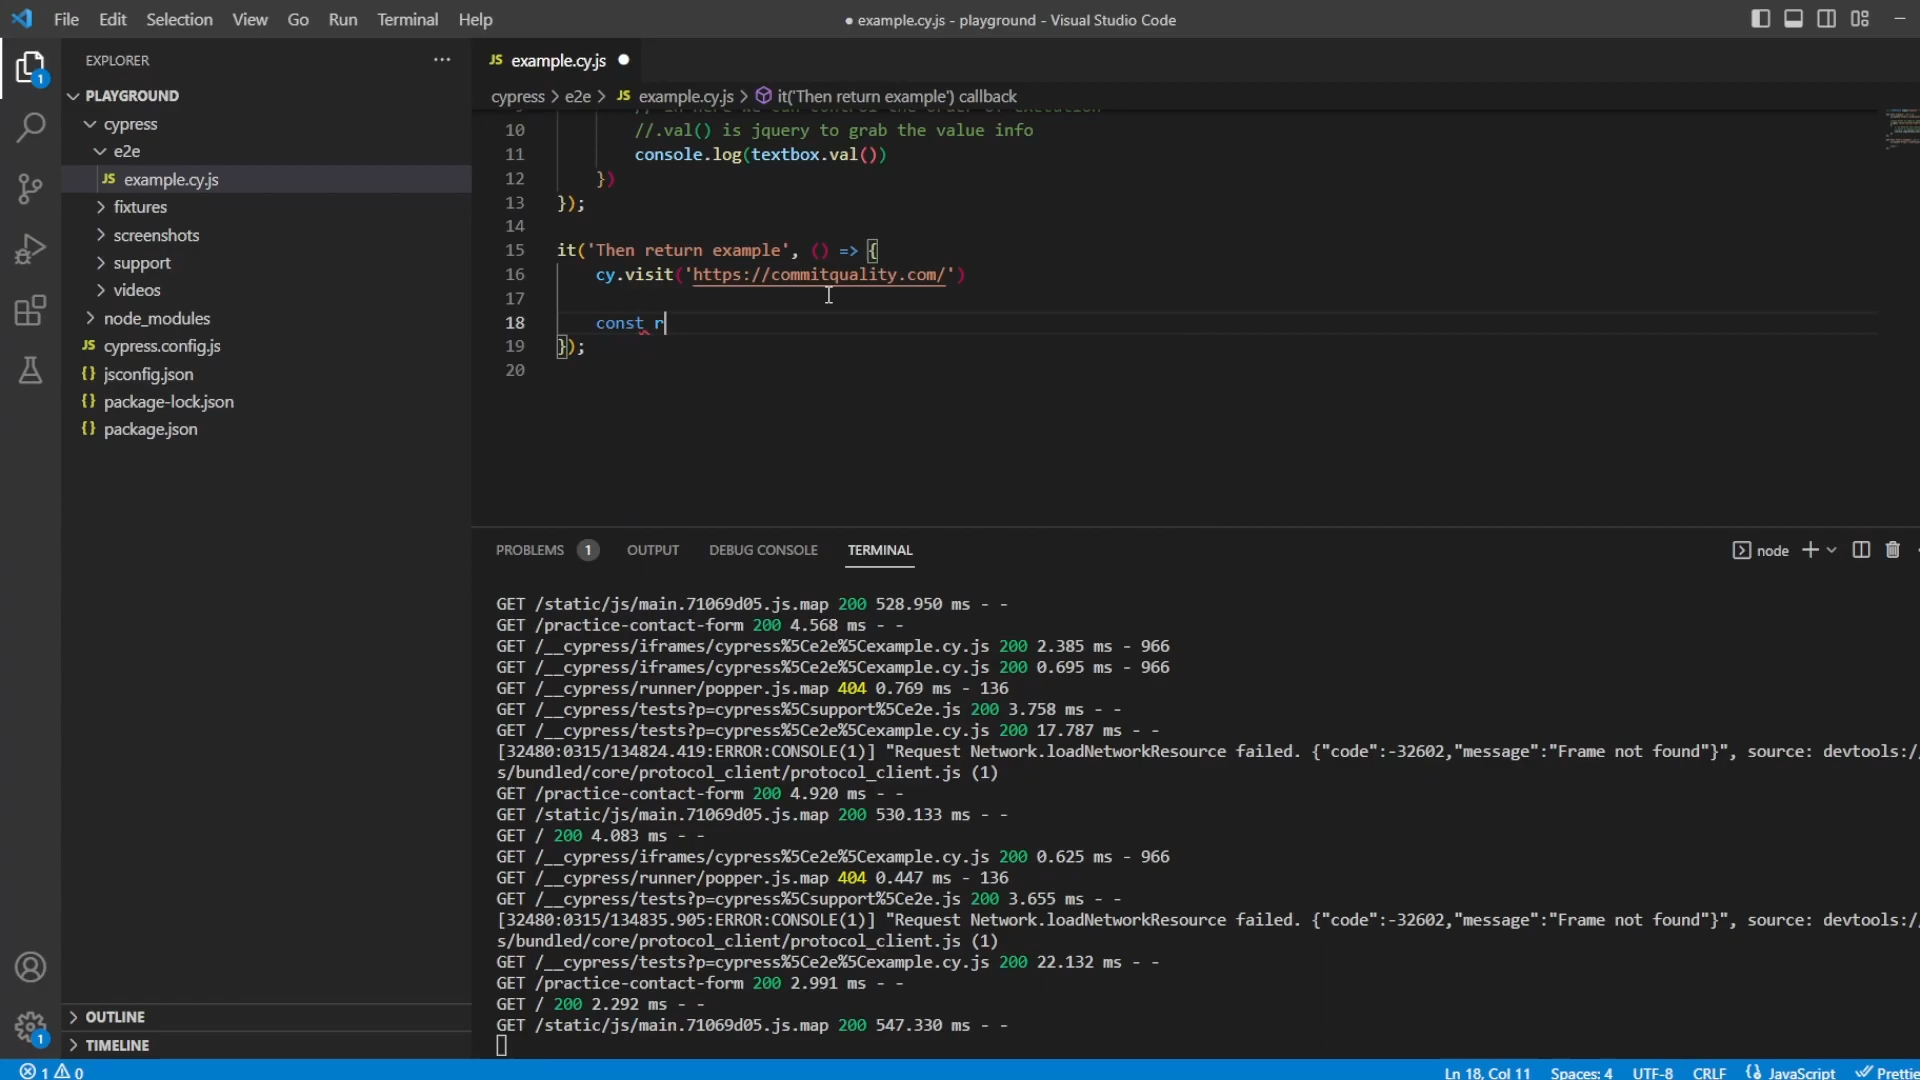 File Edit Selection View Go Run Terminal Help
● example.cy.js - playground - Visual Studio Code
EXPLORER
PLAYGROUND
cypress
e2e
JS example.cy.js
fixtures
screenshots
support
videos
node_modules
JS cypress.config.js
{} jsconfig.json
{} package-lock.json
{} package.json
OUTLINE
TIMELINE
1
1
JS example.cy.js ●
cypress > e2e > JS example.cy.js > it('Then return example') callback
10 //.val() is jquery to grab the value info
11 console.log(textbox.val())
12 })
13 });
14
15 it('Then return example', () => {
16 cy.visit('https://commitquality.com/')
17
18 const r
19 });
20
PROBLEMS 1 OUTPUT DEBUG CONSOLE TERMINAL
node
GET /static/js/main.71069d05.js.map 200 528.950 ms - -
GET /practice-contact-form 200 4.568 ms - -
GET /__cypress/iframes/cypress%5Ce2e%5Cexample.cy.js 200 2.385 ms - 966
GET /__cypress/iframes/cypress%5Ce2e%5Cexample.cy.js 200 0.695 ms - 966
GET /__cypress/runner/popper.js.map 404 0.769 ms - 136
GET /__cypress/tests?p=cypress%5Csupport%5Ce2e.js 200 3.758 ms - -
GET /__cypress/tests?p=cypress%5Ce2e%5Cexample.cy.js 200 17.787 ms - -
[32480:0315/134824.419:ERROR:CONSOLE(1)] "Request Network.loadNetworkResource failed. {"code":-32602,"message":"Frame not found"}", source: devtools:/
s/bundled/core/protocol_client/protocol_client.js (1)
GET /practice-contact-form 200 4.920 ms - -
GET /static/js/main.71069d05.js.map 200 530.133 ms - -
GET / 200 4.083 ms - -
GET /__cypress/iframes/cypress%5Ce2e%5Cexample.cy.js 200 0.625 ms - 966
GET /__cypress/runner/popper.js.map 404 0.447 ms - 136
GET /__cypress/tests?p=cypress%5Csupport%5Ce2e.js 200 3.655 ms - -
[32480:0315/134835.905:ERROR:CONSOLE(1)] "Request Network.loadNetworkResource failed. {"code":-32602,"message":"Frame not found"}", source: devtools:/
s/bundled/core/protocol_client/protocol_client.js (1)
GET /__cypress/tests?p=cypress%5Ce2e%5Cexample.cy.js 200 22.132 ms - -
GET /practice-contact-form 200 2.991 ms - -
GET / 200 2.292 ms - -
GET /static/js/main.71069d05.js.map 200 547.330 ms - -
1 0
Ln 18, Col 11 Spaces: 4 UTF-8 CRLF {} JavaScript Prettie